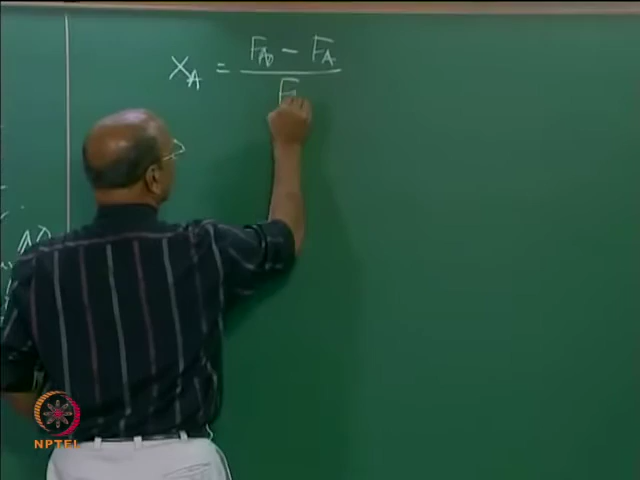 X_A = (F_A0 - F_A) / F
NPTEL